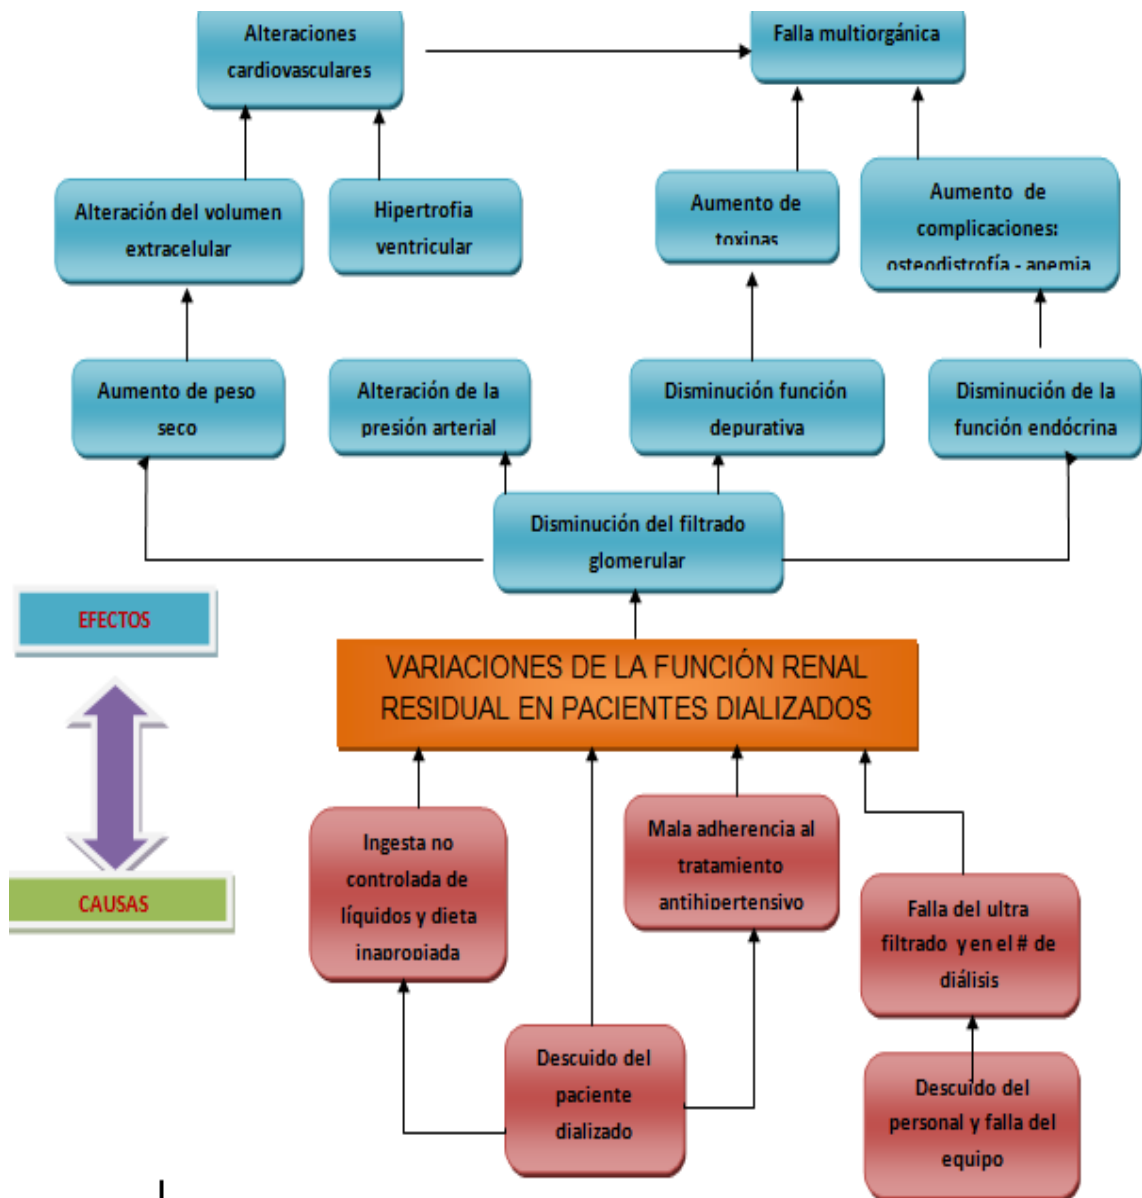 Alteraciones
cardiovasculares
Falla multiorgánica
Alteración del volumen
extracelular
Hipertrofia
ventricular
Aumento de
toxinas
Aumento de
complicaciones:
osteodistrofía - anemia
Aumento de peso
seco
Alteración de la
presión arterial
Disminución función
depurativa
Disminución de la
función endócrina
Disminución del filtrado
glomerular
EFECTOS
VARIACIONES DE LA FUNCIÓN RENAL
RESIDUAL EN PACIENTES DIALIZADOS
CAUSAS
Ingesta no
controlada de
líquidos y dieta
inapropiada
Mala adherencia al
tratamiento
antihipertensivo
Falla del ultra
filtrado y en el # de
diálisis
Descuido del
paciente
dializado
Descuido del
personal y falla del
equipo